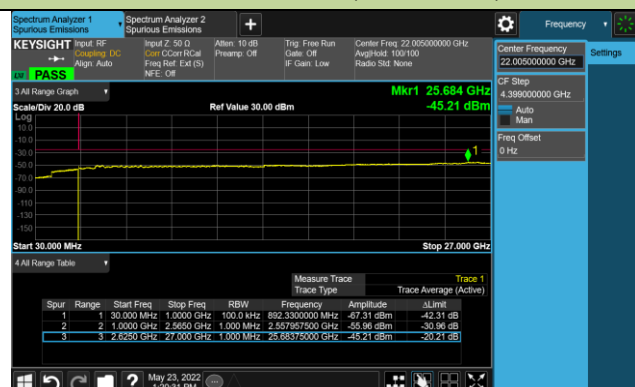 Spectrum Analyzer 1
Spurious Emissions
Spectrum Analyzer 2
Spurious Emissions
Frequency
KEYSIGHT
Input: RF
Coupling: DC
Align: Auto
Input Z: 50 Ω
Corr CCorr RCal
Freq Ref: Ext (S)
NFE: Off
Atten: 10 dB
Preamp: Off
Trig: Free Run
Gate: Off
IF Gain: Low
Center Freq: 22.005000000 GHz
Avg|Hold: 100/100
Radio Std: None
PASS
Center Frequency
22.005000000 GHz
Settings
CF Step
4.399000000 GHz
Auto
Man
Freq Offset
0 Hz
3 All Range Graph
Mkr1 25.684 GHz
Scale/Div 20.0 dB
Ref Value 30.00 dBm
-45.21 dBm
Log
10.0
-10.0
-30.0
-50.0
-70.0
-90.0
-110
-130
-150
1
Start 30.000 MHz
Stop 27.000 GHz
4 All Range Table
Measure Trace Trace 1
Trace Type Trace Average (Active)
Spur Range Start Freq Stop Freq RBW Frequency Amplitude ΔLimit
1 1 30.000 MHz 1.0000 GHz 100.0 kHz 892.3300000 MHz -67.31 dBm -42.31 dB
2 2 1.0000 GHz 2.5650 GHz 1.000 MHz 2.557957500 GHz -55.96 dBm -30.96 dB
3 3 2.6250 GHz 27.000 GHz 1.000 MHz 25.68375000 GHz -45.21 dBm -20.21 dB
May 23, 2022